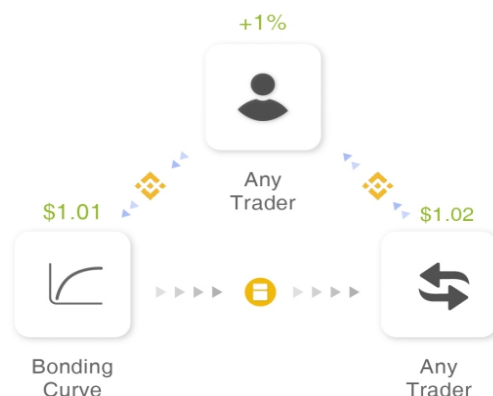 +1%
Any
Trader
$1.01
$1.02
Bonding
Curve
Any
Trader